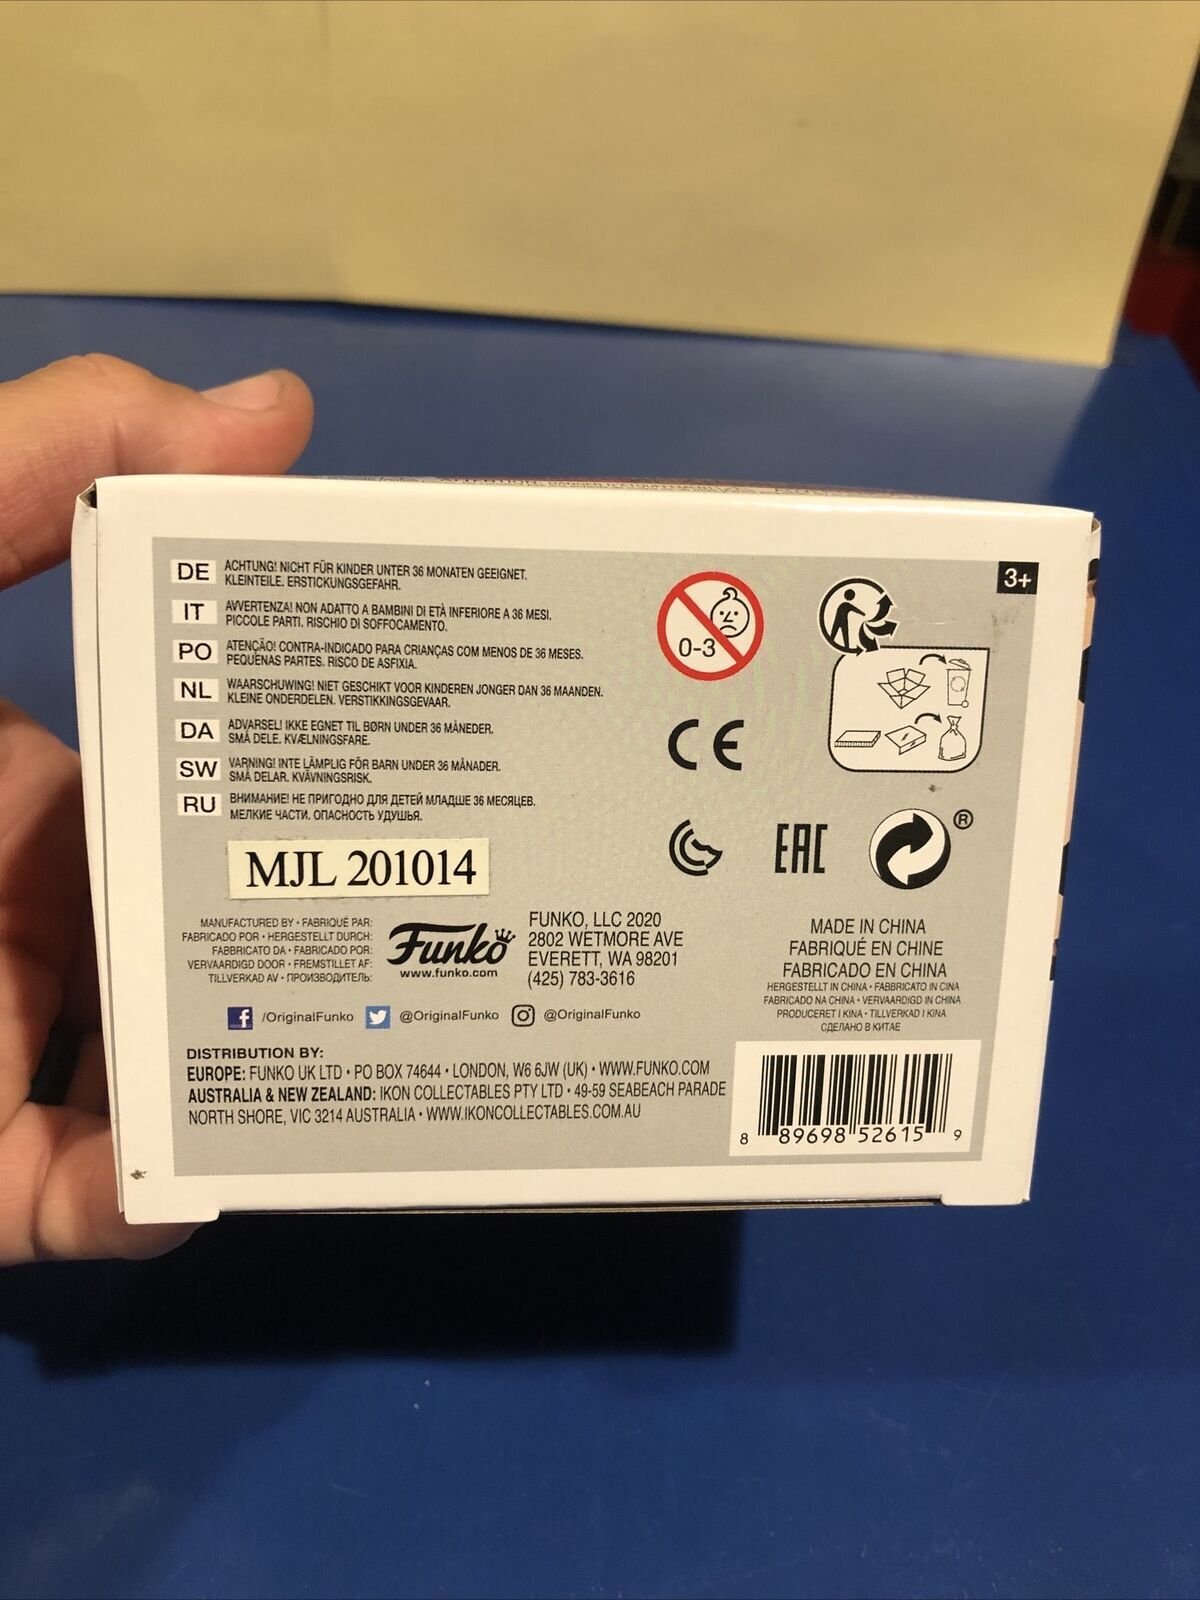 DE ACHTUNG! NICHT FÜR KINDER UNTER 36 MONATEN GEEIGNET.
KLEINTEILE. ERSTICKUNGSGEFAHR.
IT AVVERTENZA! NON ADATTO A BAMBINI DI ETÀ INFERIORE A 36 MESI.
PICCOLE PARTI. RISCHIO DI SOFFOCAMENTO.
PO ATENÇÃO! CONTRA-INDICADO PARA CRIANÇAS COM MENOS DE 36 MESES.
PEQUENAS PARTES. RISCO DE ASFIXIA.
NL WAARSCHUWING! NIET GESCHIKT VOOR KINDEREN JONGER DAN 36 MAANDEN.
KLEINE ONDERDELEN. VERSTIKKINGSGEVAAR.
DA ADVARSEL! IKKE EGNET TIL BØRN UNDER 36 MÅNEDER.
SMÅ DELE. KVÆLNINGSFARE.
SW VARNING! INTE LÄMPLIG FÖR BARN UNDER 36 MÅNADER.
SMÅ DELAR. KVÄVNINGSRISK.
RU ВНИМАНИЕ! НЕ ПРИГОДНО ДЛЯ ДЕТЕЙ МЛАДШЕ 36 МЕСЯЦЕВ.
МЕЛКИЕ ЧАСТИ. ОПАСНОСТЬ УДУШЬЯ.
0-3
3+
CE
EAC
®
MJL 201014
MANUFACTURED BY • FABRIQUÉ PAR:
FABRICADO POR • HERGESTELLT DURCH:
FABBRICATO DA • FABRICADO POR:
VERVAARDIGD DOOR • FREMSTILLET AF:
TILLVERKAD AV • ПРОИЗВОДИТЕЛЬ:
Funko
www.funko.com
FUNKO, LLC 2020
2802 WETMORE AVE
EVERETT, WA 98201
(425) 783-3616
MADE IN CHINA
FABRIQUÉ EN CHINE
FABRICADO EN CHINA
HERGESTELLT IN CHINA • FABBRICATO IN CINA
FABRICADO NA CHINA • VERVAARDIGD IN CHINA
PRODUCERET I KINA • TILLVERKAD I KINA
СДЕЛАНО В КИТАЕ
/OriginalFunko @OriginalFunko @OriginalFunko
DISTRIBUTION BY:
EUROPE: FUNKO UK LTD • PO BOX 74644 • LONDON, W6 6JW (UK) • WWW.FUNKO.COM
AUSTRALIA & NEW ZEALAND: IKON COLLECTABLES PTY LTD • 49-59 SEABEACH PARADE
NORTH SHORE, VIC 3214 AUSTRALIA • WWW.IKONCOLLECTABLES.COM.AU
8 89698 52615 9